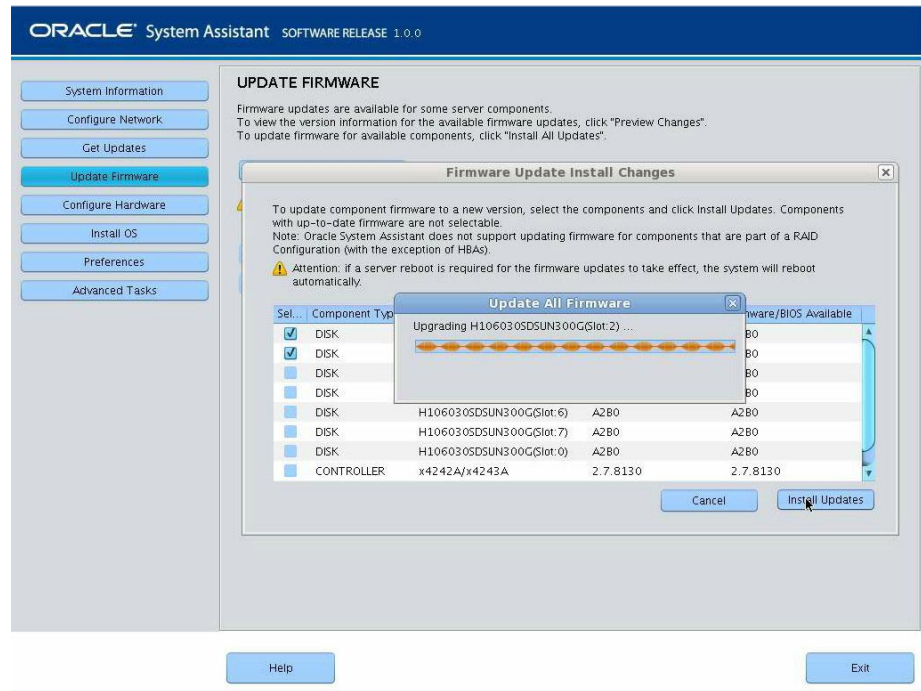 ORACLE® System Assistant SOFTWARE RELEASE 1.0.0
System Information
Configure Network
Get Updates
Update Firmware
Configure Hardware
Install OS
Preferences
Advanced Tasks
UPDATE FIRMWARE
Firmware updates are available for some server components.
To view the version information for the available firmware updates, click "Preview Changes".
To update firmware for available components, click "Install All Updates".
Firmware Update Install Changes
To update component firmware to a new version, select the components and click Install Updates. Components
with up-to-date firmware are not selectable.
Note: Oracle System Assistant does not support updating firmware for components that are part of a RAID
Configuration (with the exception of HBAs).
Attention: if a server reboot is required for the firmware updates to take effect, the system will reboot
automatically.
Sel... Component Typ nware/BIOS Available
Update All Firmware
Upgrading H106030SDSUN300G(Slot:2) ...
DISK B0
DISK B0
DISK B0
DISK
DISK H106030SDSUN300G(Slot:6) A2B0 A2B0
DISK H106030SDSUN300G(Slot:7) A2B0 A2B0
DISK H106030SDSUN300G(Slot:0) A2B0 A2B0
CONTROLLER x4242A/x4243A 2.7.8130 2.7.8130
Cancel Install Updates
Help Exit